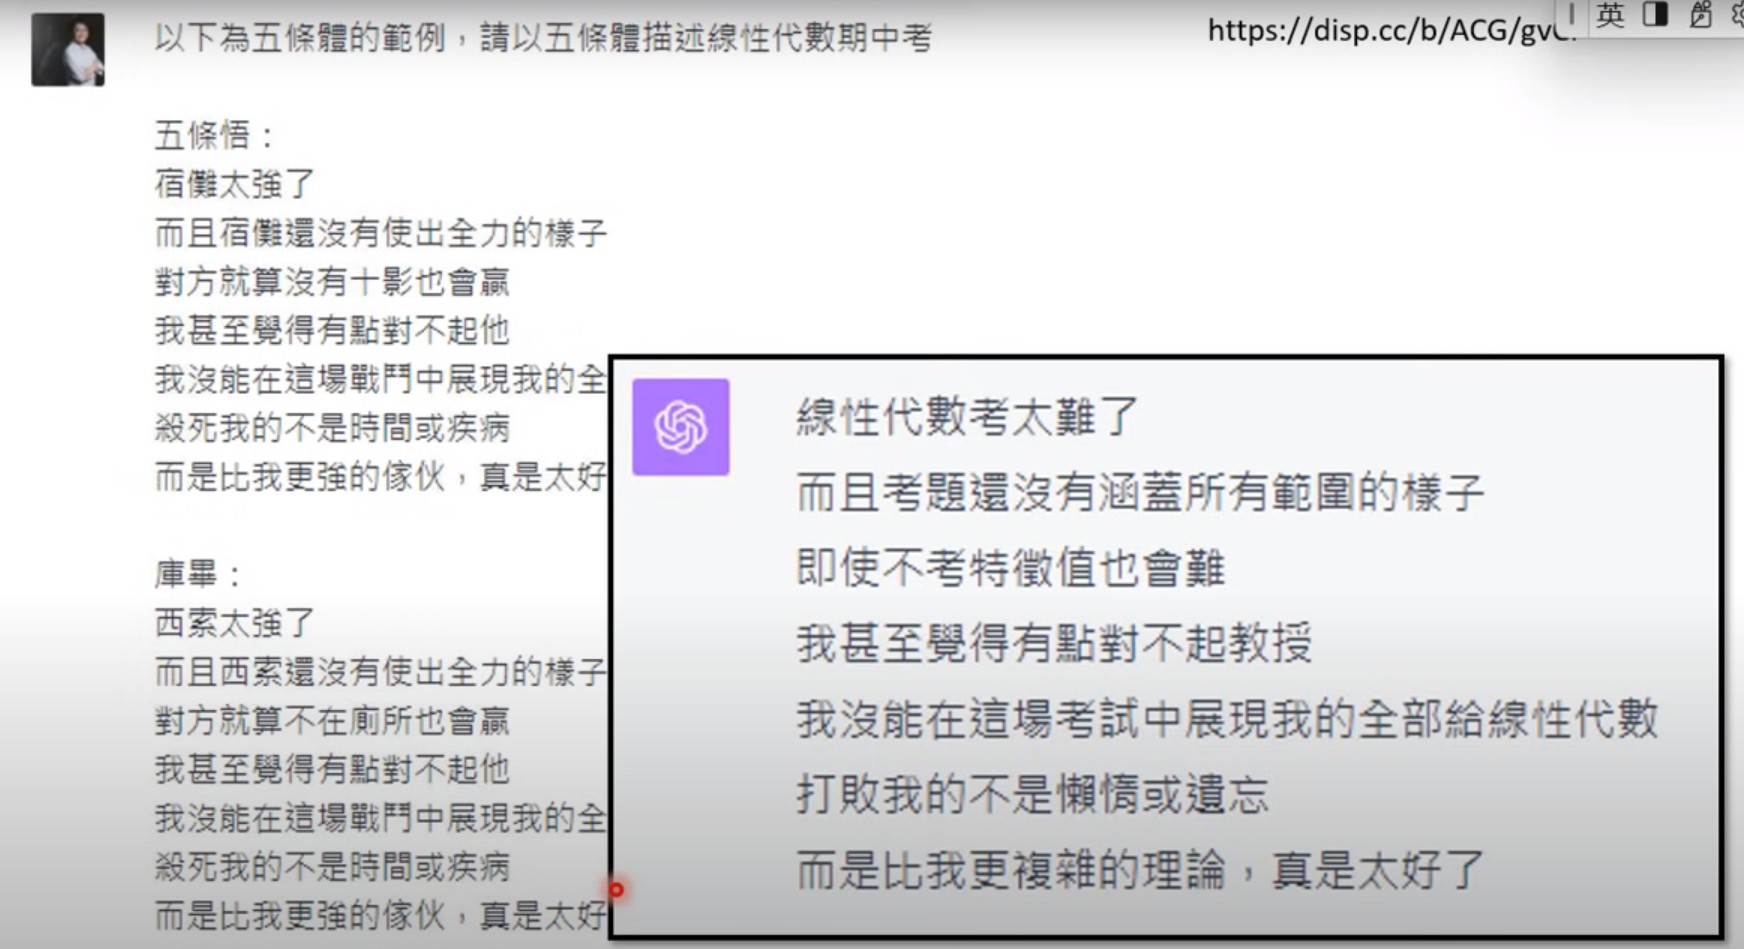 以下為五條體的範例，請以五條體描述線性代數期中考
https://disp.cc/b/ACG/gv
英
五條悟：
宿儺太強了
而且宿儺還沒有使出全力的樣子
對方就算沒有十影也會贏
我甚至覺得有點對不起他
我沒能在這場戰鬥中展現我的全
殺死我的不是時間或疾病
而是比我更強的傢伙，真是太好
庫畢：
西索太強了
而且西索還沒有使出全力的樣子
對方就算不在廁所也會贏
我甚至覺得有點對不起他
我沒能在這場戰鬥中展現我的全
殺死我的不是時間或疾病
而是比我更強的傢伙，真是太好
線性代數考太難了
而且考題還沒有涵蓋所有範圍的樣子
即使不考特徵值也會難
我甚至覺得有點對不起教授
我沒能在這場考試中展現我的全部給線性代數
打敗我的不是懶惰或遺忘
而是比我更複雜的理論，真是太好了